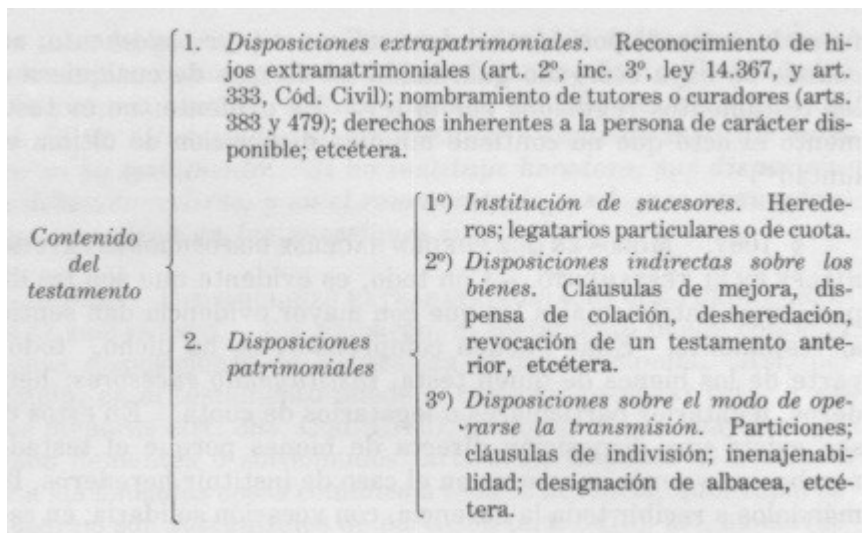 1. Disposiciones extrapatrimoniales. Reconocimiento de hi-
jos extramatrimoniales (art. 2º, inc. 3º, ley 14.367, y art.
333, Cód. Civil); nombramiento de tutores o curadores (arts.
383 y 479); derechos inherentes a la persona de carácter dis-
ponible; etcétera.
Contenido
del
testamento
2. Disposiciones
patrimoniales
1º) Institución de sucesores. Herede-
ros; legatarios particulares o de cuota.
2º) Disposiciones indirectas sobre los
bienes. Cláusulas de mejora, dis-
pensa de colación, desheredación,
revocación de un testamento ante-
rior, etcétera.
3º) Disposiciones sobre el modo de ope-
rarse la transmisión. Particiones;
cláusulas de indivisión; inenajenabi-
lidad; designación de albacea, etcé-
tera.